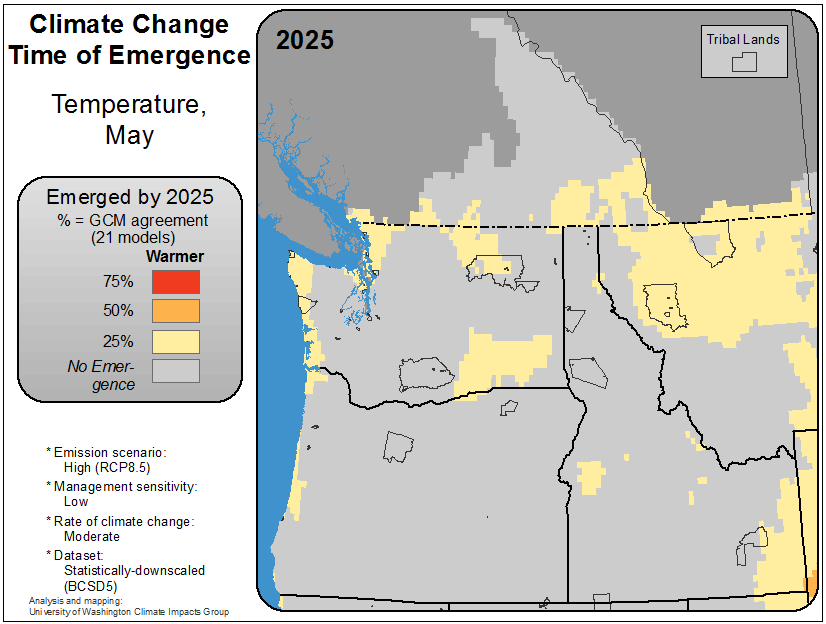 Climate Change
Time of Emergence
Temperature,
May
Emerged by 2025
% = GCM agreement
(21 models)
Warmer
75%
50%
25%
No Emer-
gence
* Emission scenario:
High (RCP8.5)
* Management sensitivity:
Low
* Rate of climate change:
Moderate
* Dataset:
Statistically-downscaled
(BCSD5)
Analysis and mapping:
University of Washington Climate Impacts Group
2025
Tribal Lands